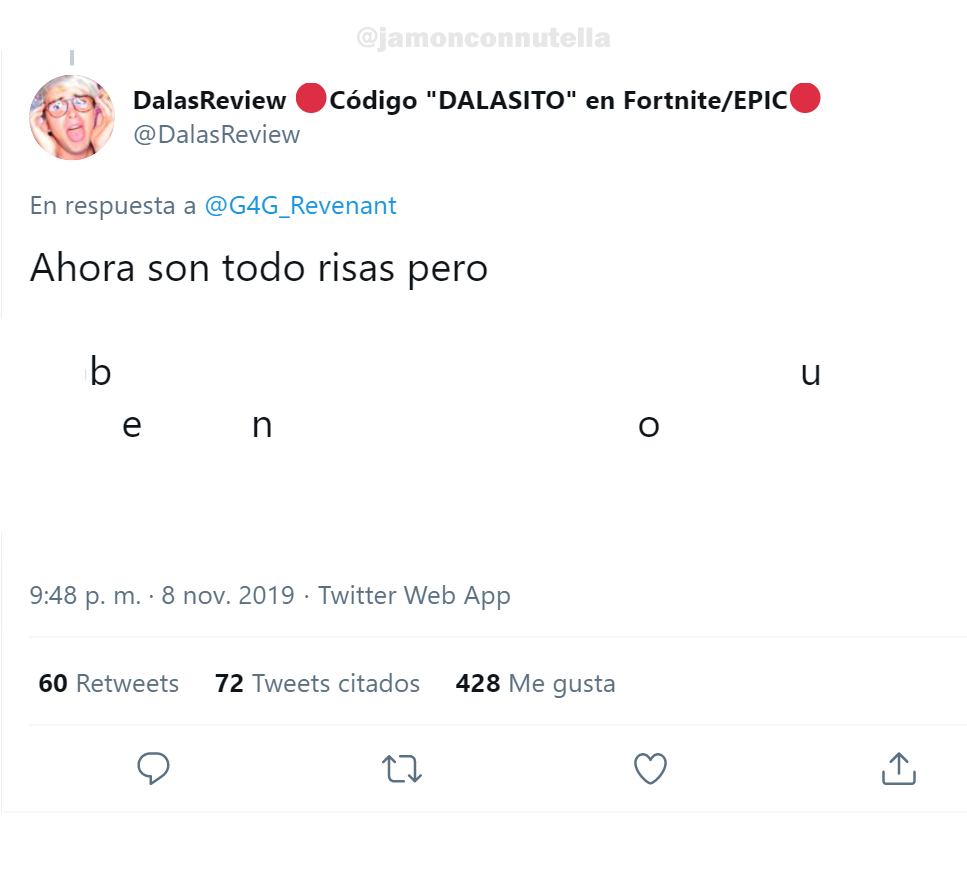 @jamonconnutella
DalasReview 🔴Código "DALASITO" en Fortnite/EPIC🔴
@DalasReview
En respuesta a @G4G_Revenant
Ahora son todo risas pero
b u
e n o
9:48 p. m. · 8 nov. 2019 · Twitter Web App
60 Retweets 72 Tweets citados 428 Me gusta